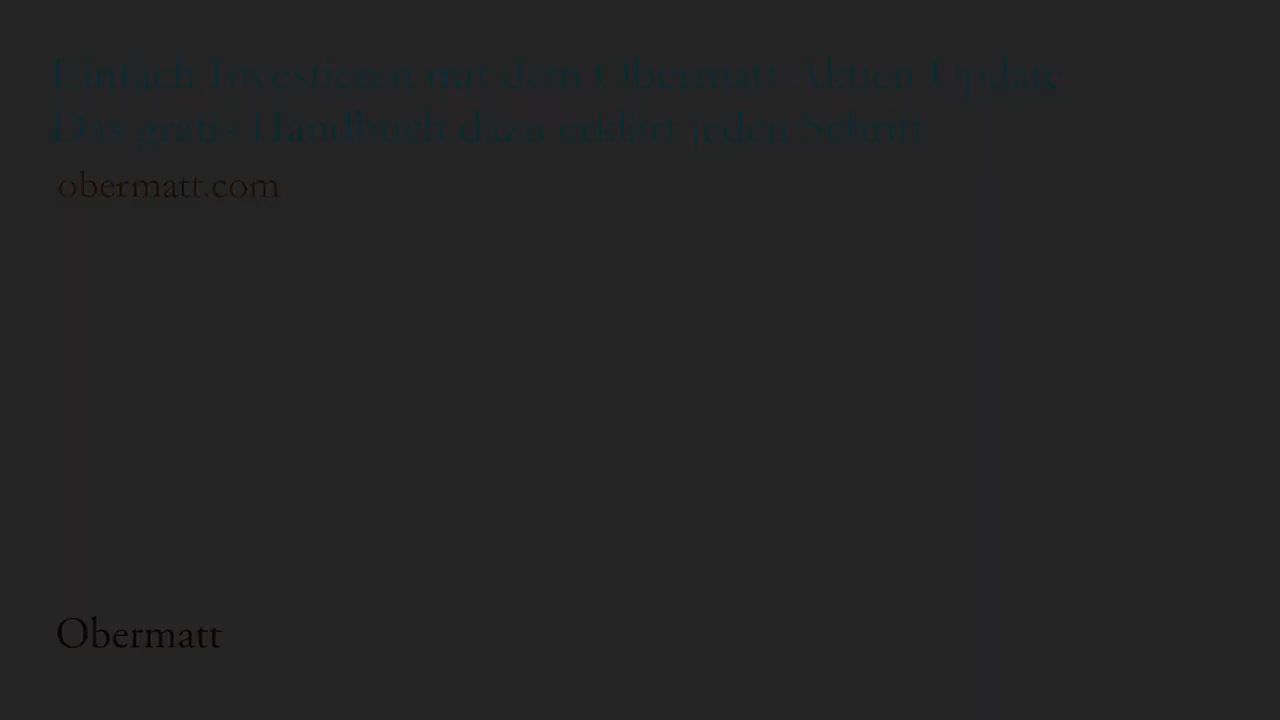 Einfach Investieren mit dem Obermatt Aktien Update
Das gratis Handbuch dazu erklärt jeden Schritt
obermatt.com
Obermatt